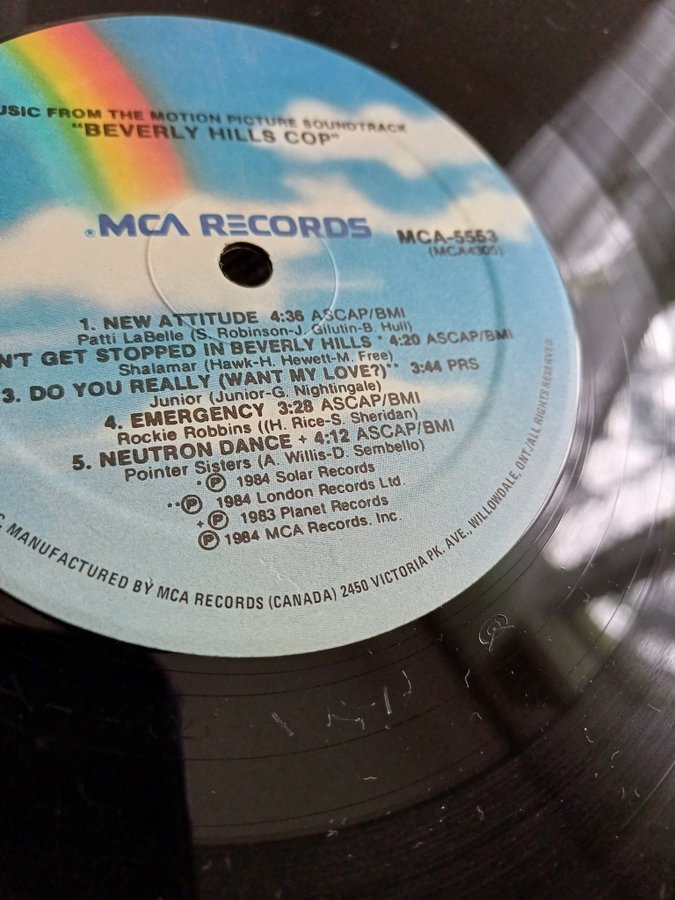 USIC FROM THE MOTION PICTURE SOUNDTRACK
"BEVERLY HILLS COP"
®MCA RECORDS
MCA-5553
(MCA4305)
1. NEW ATTITUDE 4:36 ASCAP/BMI
Patti LaBelle (S. Robinson-J. Gilutin-B. Hull)
N'T GET STOPPED IN BEVERLY HILLS * 4:20 ASCAP/BMI
Shalamar (Hawk-H. Hewett-M. Free)
3. DO YOU REALLY (WANT MY LOVE?)** 3:44 PRS
Junior (Junior-G. Nightingale)
4. EMERGENCY 3:28 ASCAP/BMI
Rockie Robbins ((H. Rice-S. Sheridan)
5. NEUTRON DANCE + 4:12 ASCAP/BMI
Pointer Sisters (A. Willis-D. Sembello)
*Ⓟ 1984 Solar Records
**Ⓟ 1984 London Records Ltd.
+Ⓟ 1983 Planet Records
Ⓟ 1984 MCA Records, Inc.
C. MANUFACTURED BY MCA RECORDS (CANADA) 2450 VICTORIA PK. AVE., WILLOWDALE, ONT./ALL RIGHTS RESERVED.